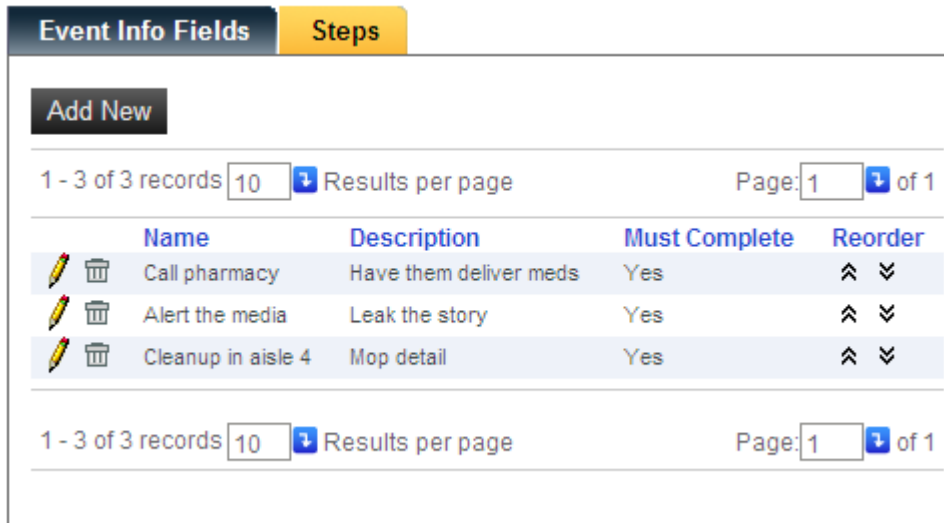 Event Info Fields Steps
Add New
1 - 3 of 3 records 10 Results per page Page: 1 of 1
Name Description Must Complete Reorder
Call pharmacy Have them deliver meds Yes
Alert the media Leak the story Yes
Cleanup in aisle 4 Mop detail Yes
1 - 3 of 3 records 10 Results per page Page: 1 of 1